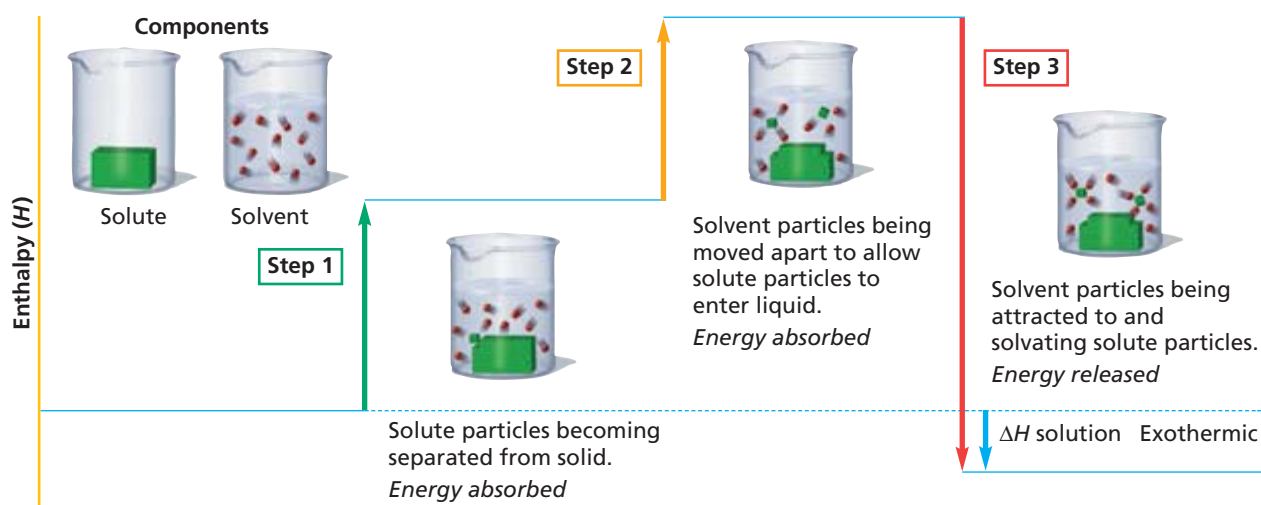 Components
Solute
Solvent
Enthalpy (H)
Step 1
Solute particles becoming
separated from solid.
Energy absorbed
Step 2
Solvent particles being
moved apart to allow
solute particles to
enter liquid.
Energy absorbed
Step 3
Solvent particles being
attracted to and
solvating solute particles.
Energy released
ΔH solution Exothermic